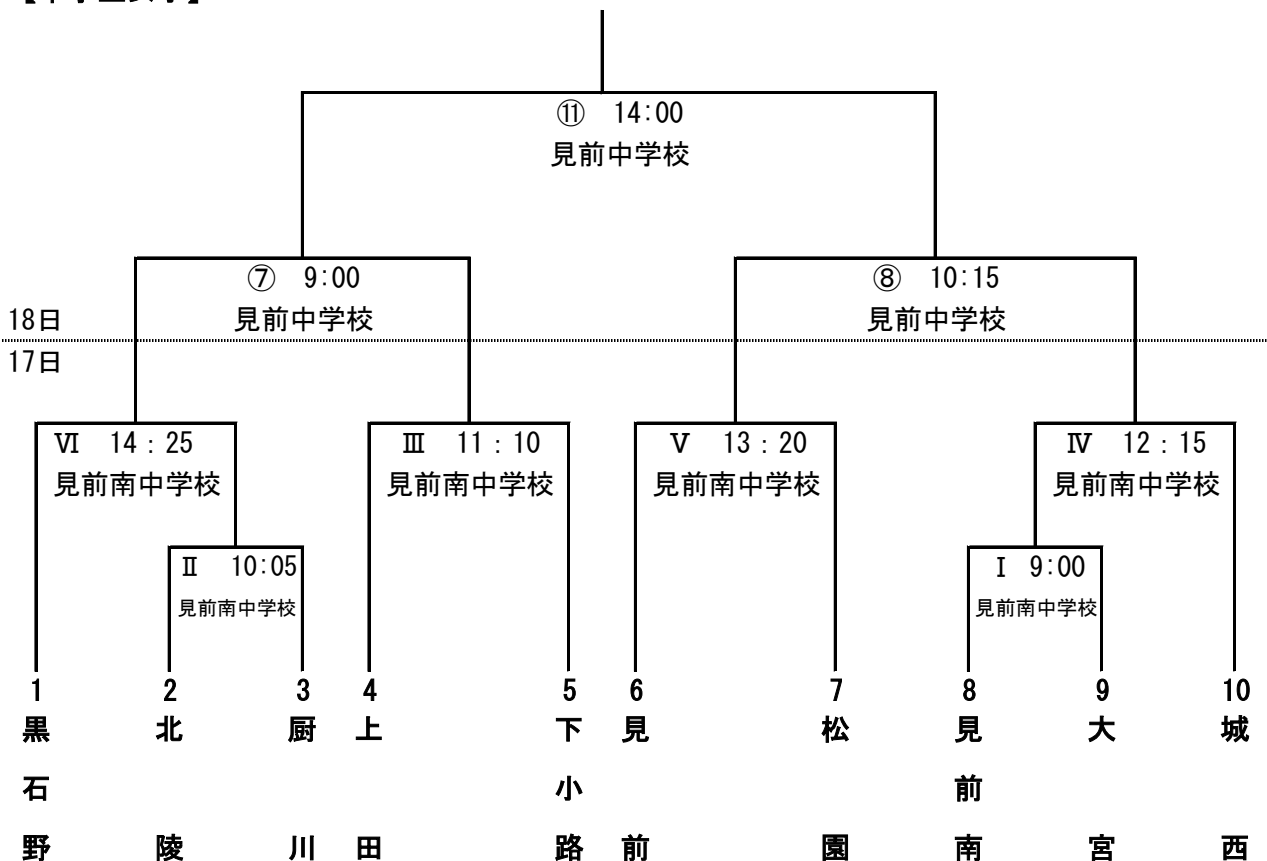 ⑪ 14:00
見前中学校
⑦ 9:00
見前中学校
⑧ 10:15
見前中学校
18日
17日
Ⅵ 14：25
見前南中学校
Ⅲ 11：10
見前南中学校
Ⅴ 13：20
見前南中学校
Ⅳ 12：15
見前南中学校
Ⅱ 10:05
見前南中学校
Ⅰ 9:00
見前南中学校
1 黒石野
2 北陵
3 厨川
4 上田
5 下小路
6 見前
7 松園
8 見前南
9 大宮
10 城西